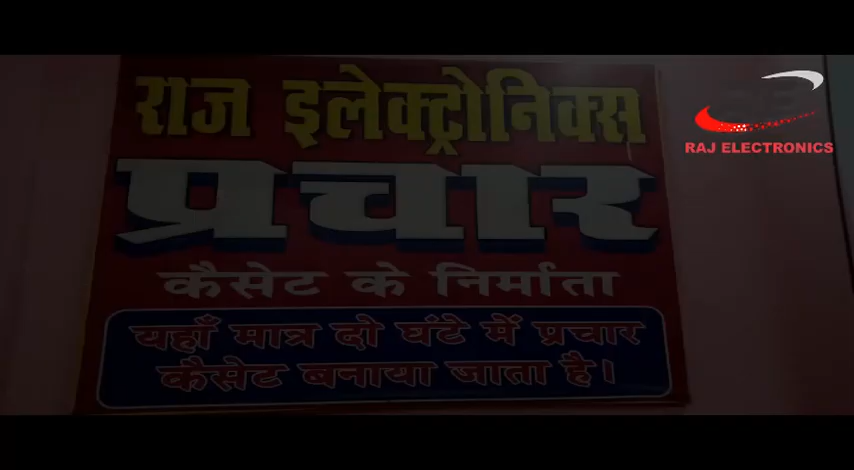 राज इलेक्ट्रोनिक्स
RAJ ELECTRONICS
प्रचार
कैसेट के निर्माता
यहाँ मात्र दो घंटे में प्रचार
कैसेट बनाया जाता है।